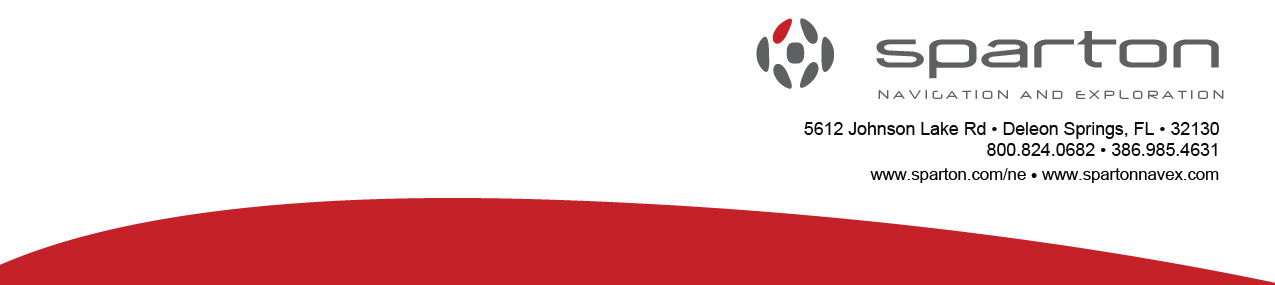 sparton
NAVIGATION AND EXPLORATION
5612 Johnson Lake Rd • Deleon Springs, FL • 32130
800.824.0682 • 386.985.4631
www.sparton.com/ne • www.spartonnavex.com